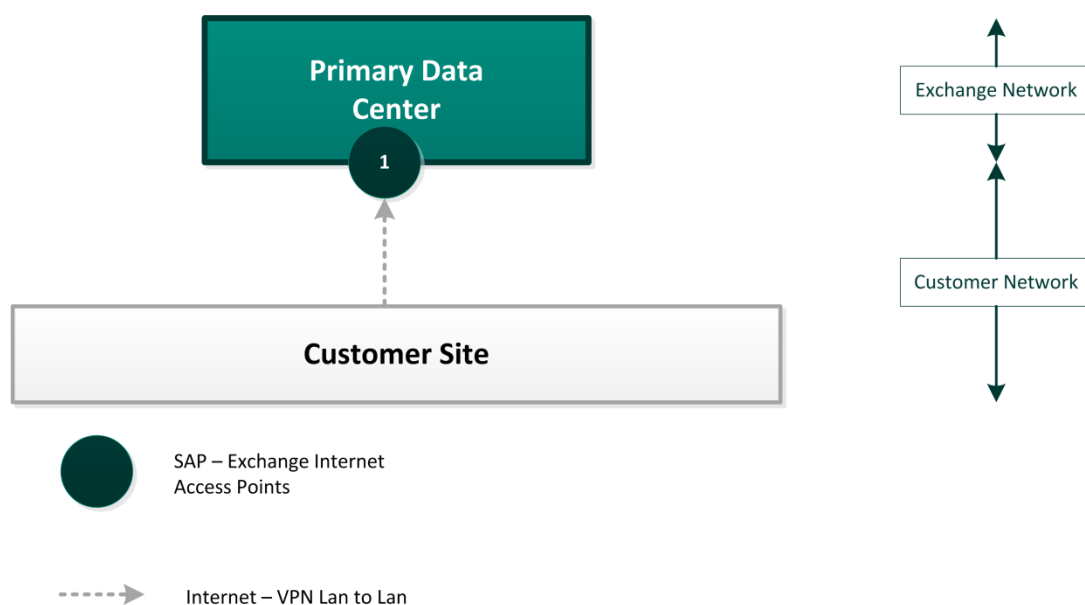 Primary Data
Center
1
Exchange Network
Customer Network
Customer Site
SAP – Exchange Internet
Access Points
Internet – VPN Lan to Lan